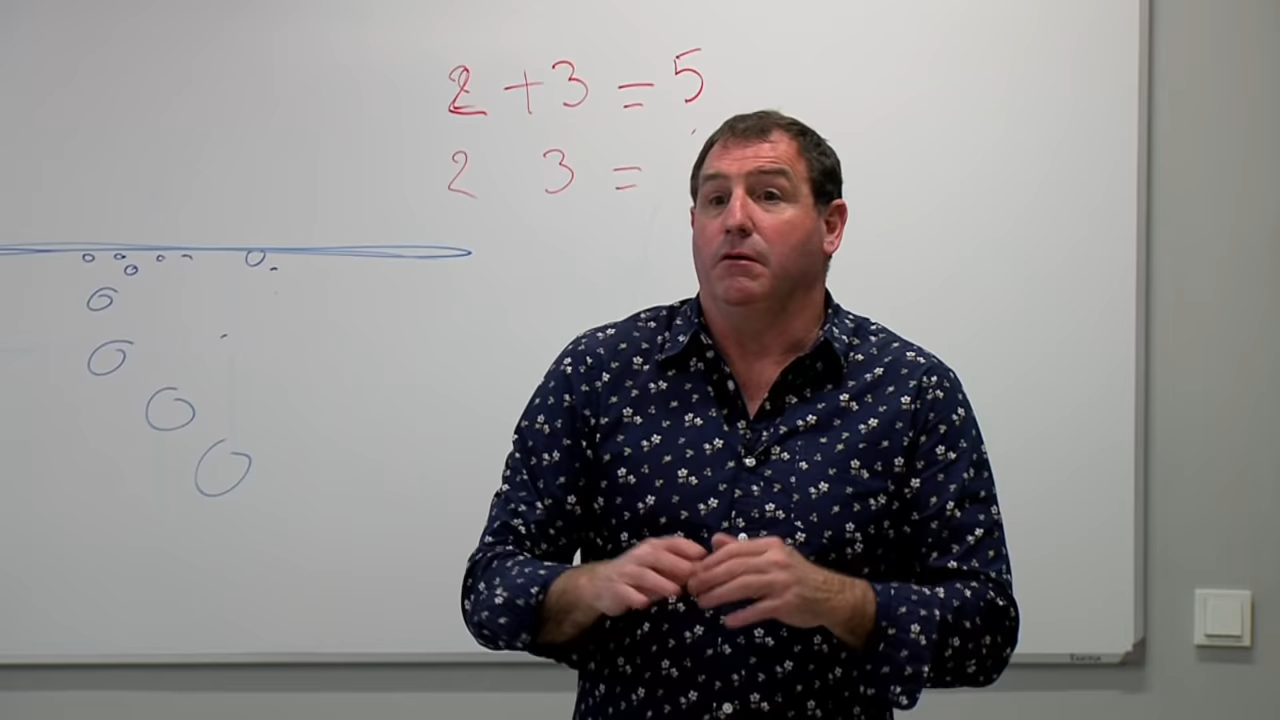 2 + 3 = 5
2 3 =